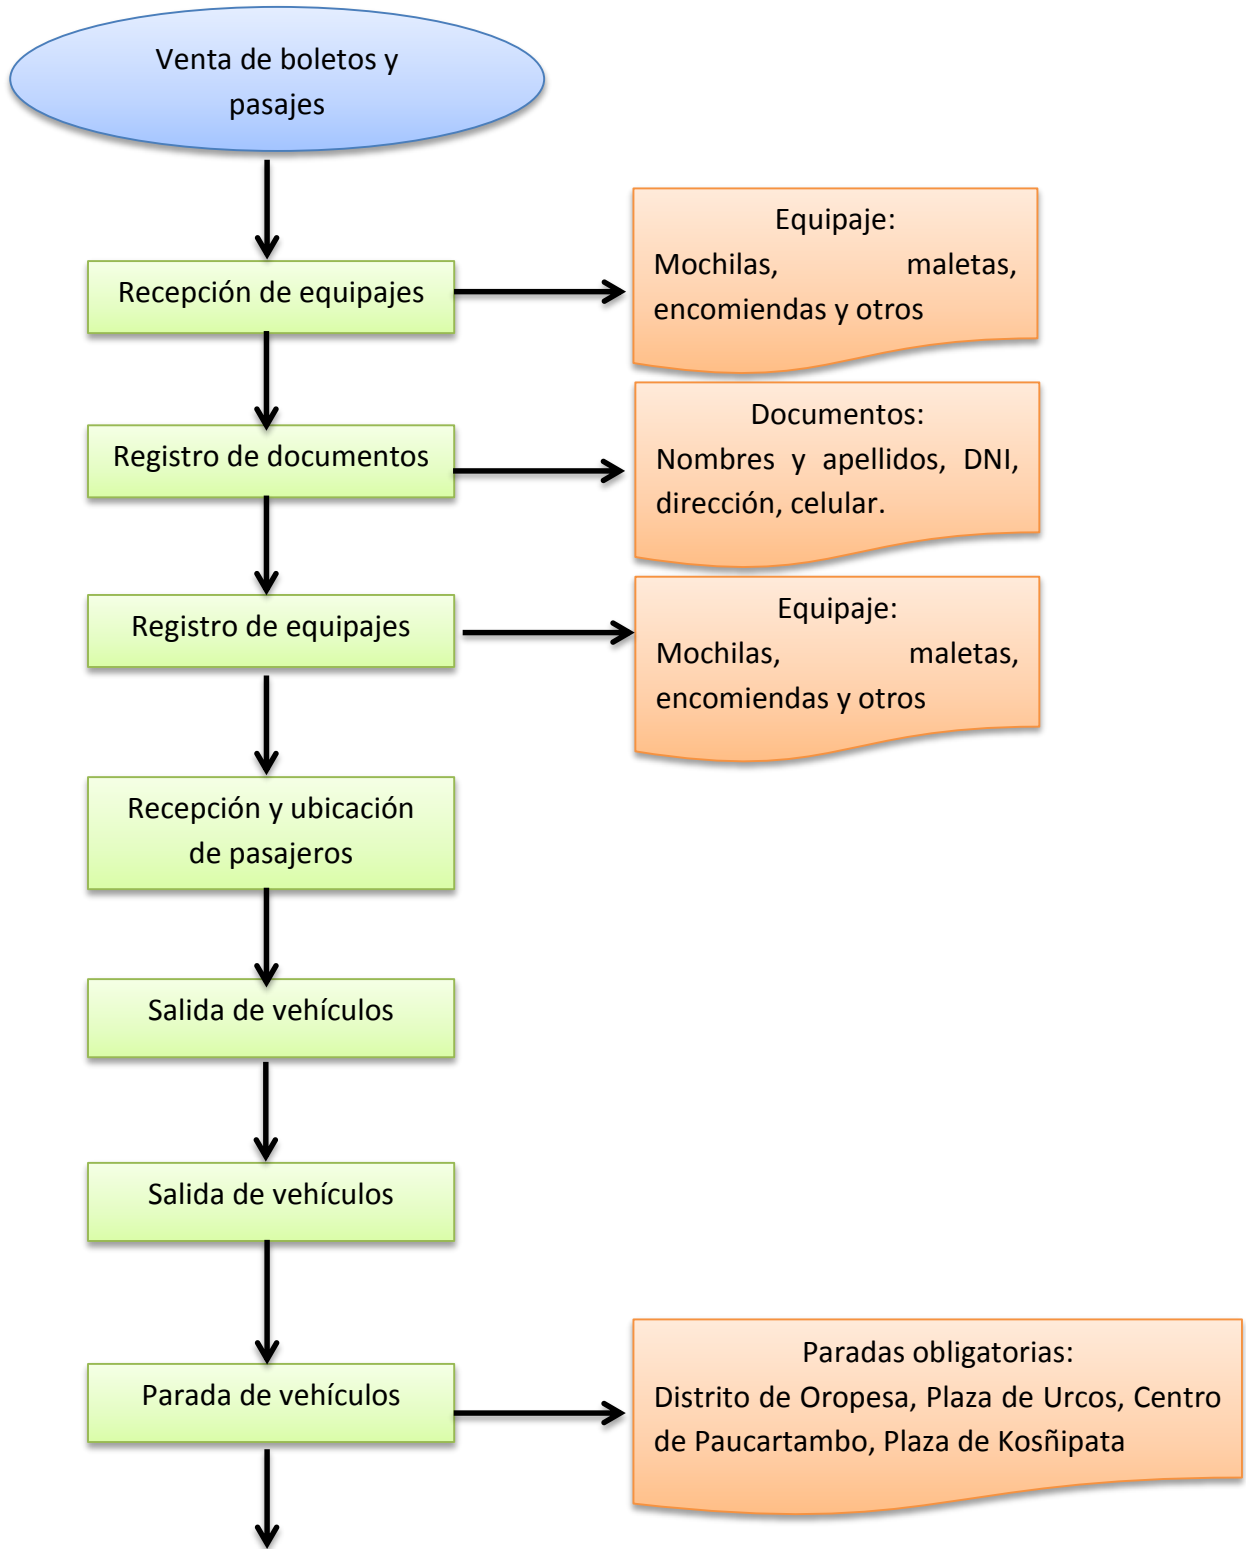 Venta de boletos y
pasajes
Recepción de equipajes
Equipaje:
Mochilas, maletas,
encomiendas y otros
Registro de documentos
Documentos:
Nombres y apellidos, DNI,
dirección, celular.
Registro de equipajes
Equipaje:
Mochilas, maletas,
encomiendas y otros
Recepción y ubicación
de pasajeros
Salida de vehículos
Salida de vehículos
Parada de vehículos
Paradas obligatorias:
Distrito de Oropesa, Plaza de Urcos, Centro
de Paucartambo, Plaza de Kosñipata